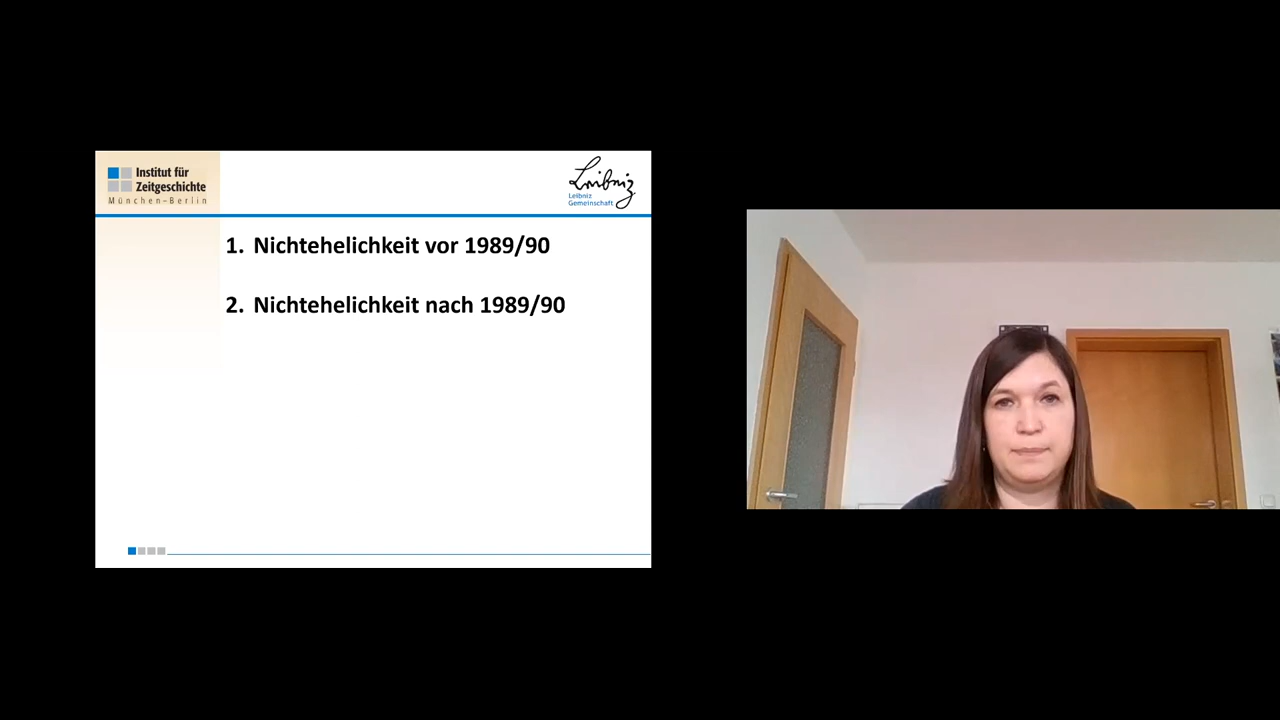 Institut für
Zeitgeschichte
München–Berlin
Leibniz
Leibniz
Gemeinschaft
1. Nichtehelichkeit vor 1989/90
2. Nichtehelichkeit nach 1989/90